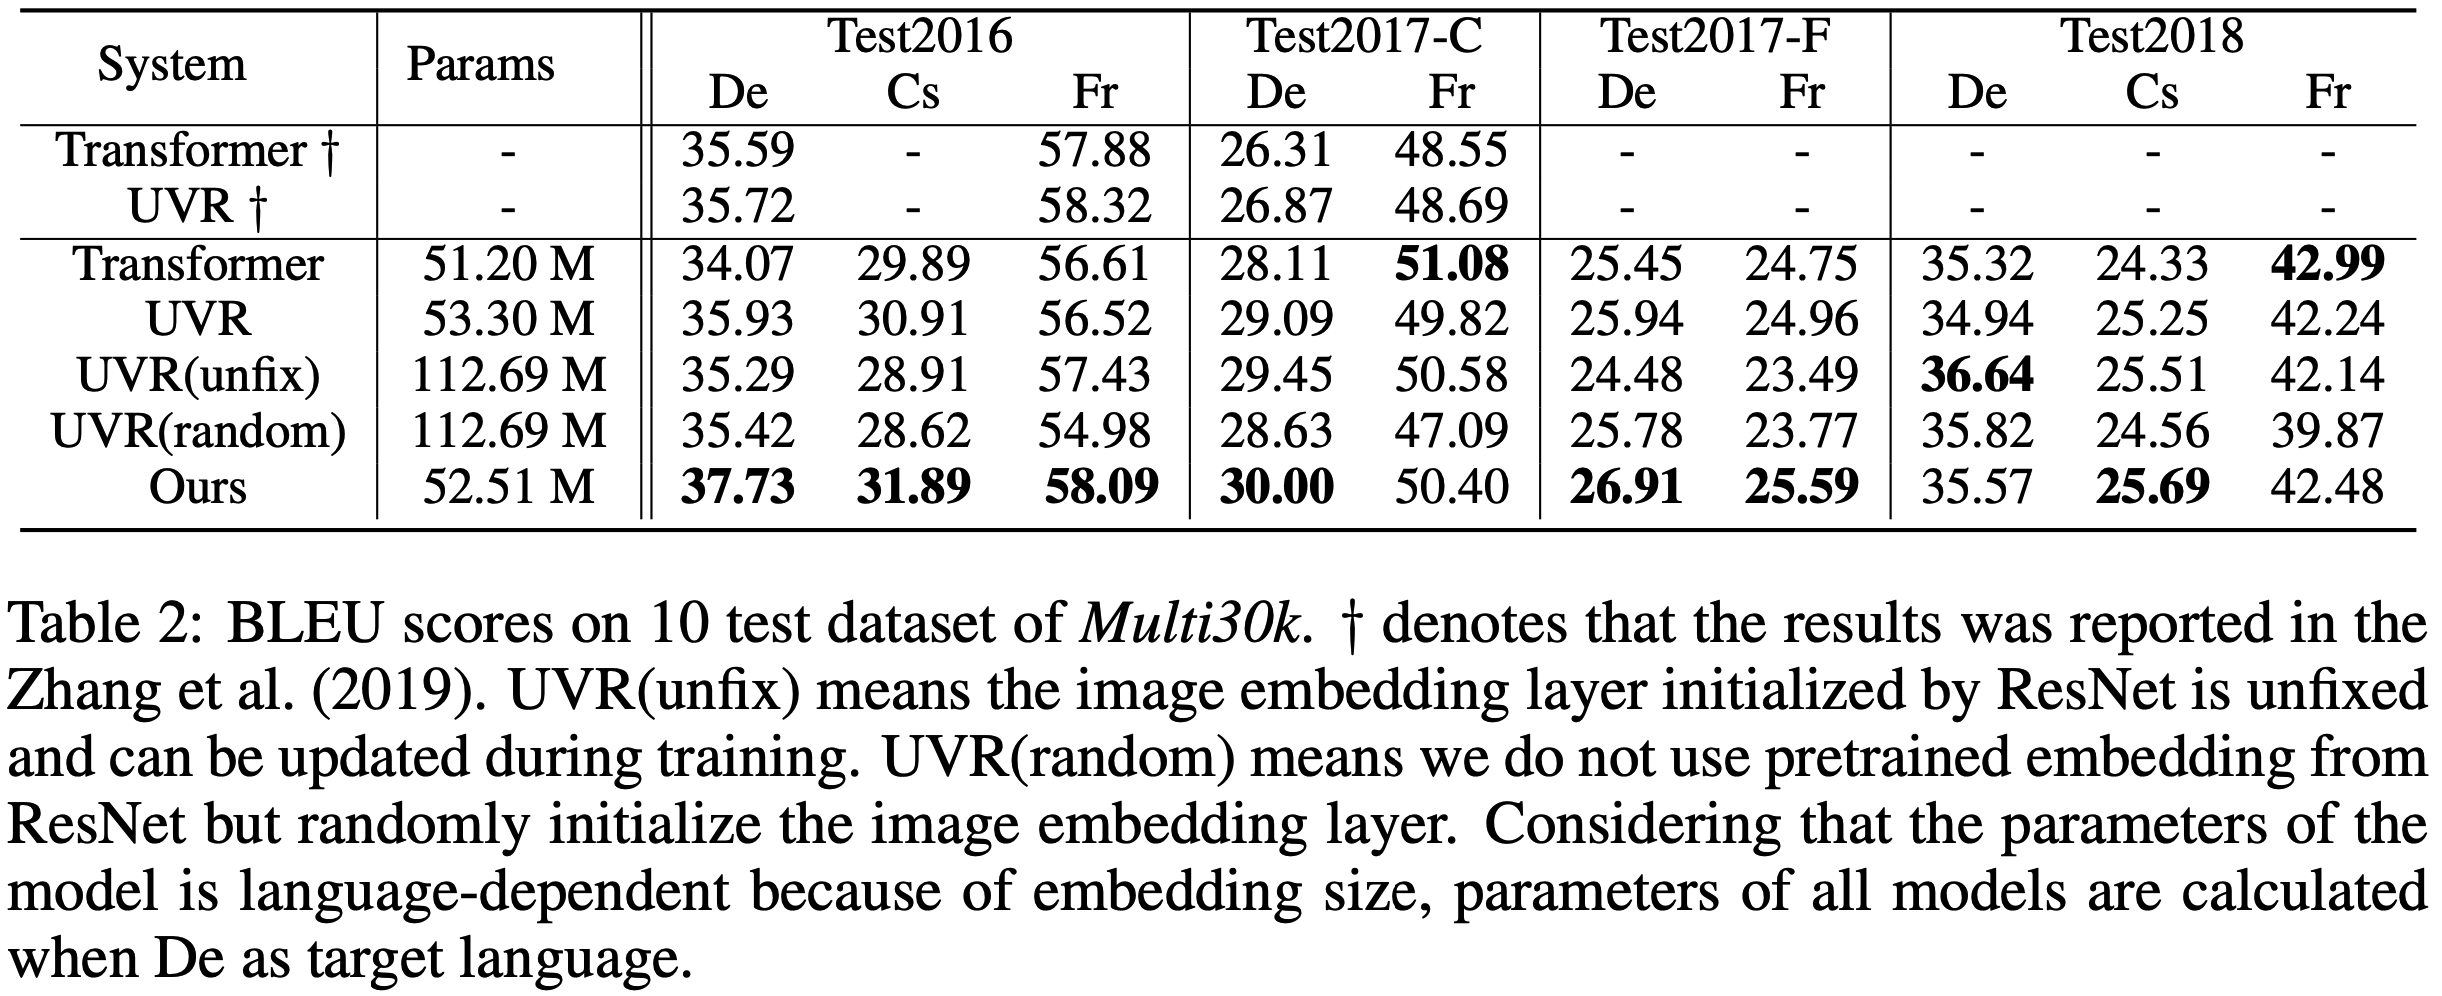 System Params Test2016 Test2017-C Test2017-F Test2018
De Cs Fr De Fr De Fr De Cs Fr
Transformer † - 35.59 - 57.88 26.31 48.55 - - - - -
UVR † - 35.72 - 58.32 26.87 48.69 - - - - -
Transformer 51.20 M 34.07 29.89 56.61 28.11 51.08 25.45 24.75 35.32 24.33 42.99
UVR 53.30 M 35.93 30.91 56.52 29.09 49.82 25.94 24.96 34.94 25.25 42.24
UVR(unfix) 112.69 M 35.29 28.91 57.43 29.45 50.58 24.48 23.49 36.64 25.51 42.14
UVR(random) 112.69 M 35.42 28.62 54.98 28.63 47.09 25.78 23.77 35.82 24.56 39.87
Ours 52.51 M 37.73 31.89 58.09 30.00 50.40 26.91 25.59 35.57 25.69 42.48
Table 2: BLEU scores on 10 test dataset of Multi30k. † denotes that the results was reported in the
Zhang et al. (2019). UVR(unfix) means the image embedding layer initialized by ResNet is unfixed
and can be updated during training. UVR(random) means we do not use pretrained embedding from
ResNet but randomly initialize the image embedding layer. Considering that the parameters of the
model is language-dependent because of embedding size, parameters of all models are calculated
when De as target language.